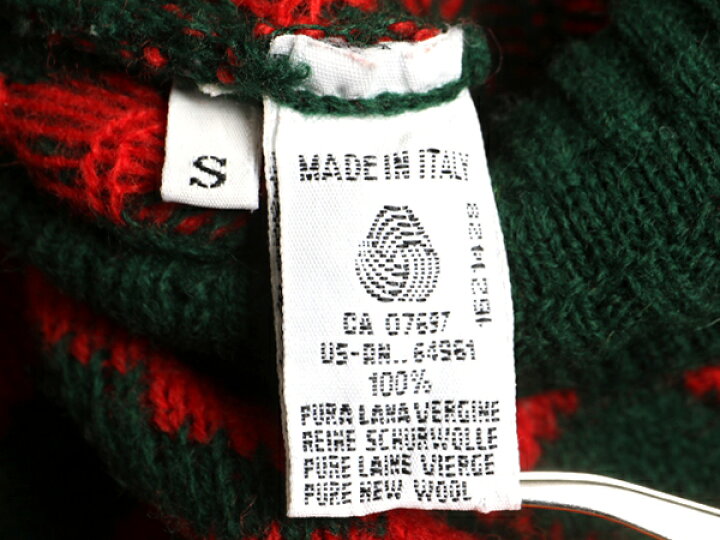 S
MADE IN ITALY
CA 07697
US-RN.. 64961
100%
PURA LANA VERGINE
REINE SCHURWOLLE
PURE LAINE VIERGE
PURE NEW WOOL